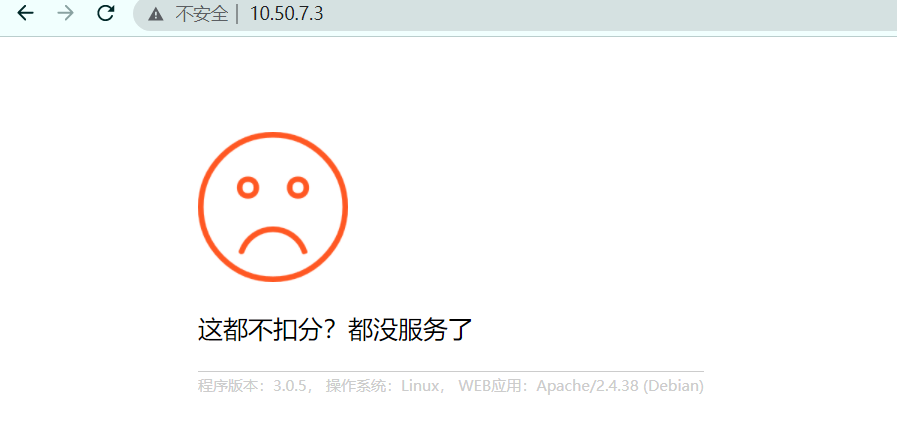 不安全 | 10.50.7.3
这都不扣分？都没服务了
程序版本：3.0.5， 操作系统：Linux， WEB应用：Apache/2.4.38 (Debian)